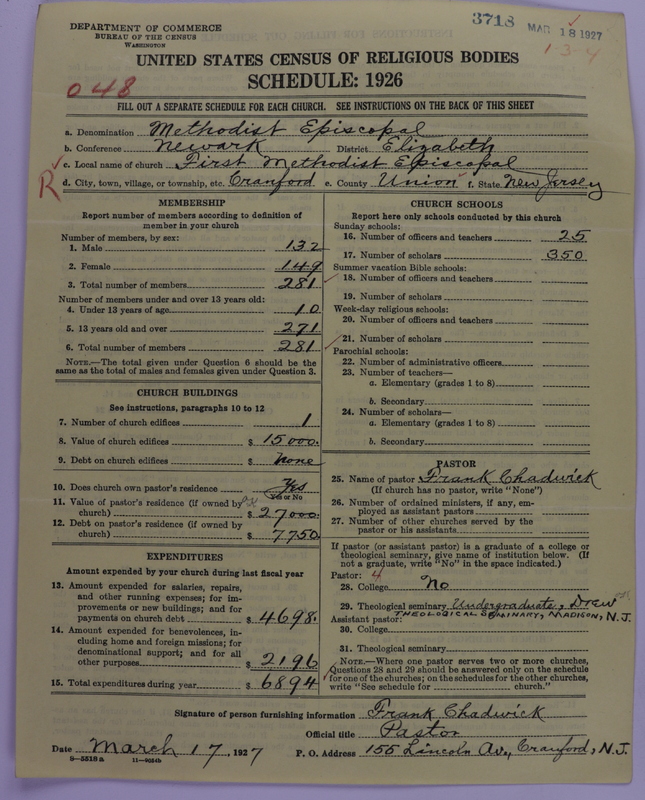 DEPARTMENT OF COMMERCE
BUREAU OF THE CENSUS
WASHINGTON
3718 MAR 18 1927
1-3-4
UNITED STATES CENSUS OF RELIGIOUS BODIES
SCHEDULE: 1926
048
FILL OUT A SEPARATE SCHEDULE FOR EACH CHURCH. SEE INSTRUCTIONS ON THE BACK OF THIS SHEET
a. Denomination Methodist Episcopal
b. Conference Newark District Elizabeth
c. Local name of church First Methodist Episcopal
R d. City, town, village, or township, etc. Cranford e. County Union f. State New Jersey
MEMBERSHIP
Report number of members according to definition of
member in your church
Number of members, by sex:
1. Male 132
2. Female 149
3. Total number of members 281
Number of members under and over 13 years old:
4. Under 13 years of age 10
5. 13 years old and over 271
6. Total number of members 281
NOTE.—The total given under Question 6 should be
same as the total of males and females given under Question 3.
CHURCH BUILDINGS
See instructions, paragraphs 10 to 12
7. Number of church edifices 1
8. Value of church edifices $ 15000.
9. Debt on church edifices $ None
10. Does church own pastor's residence Yes
Yes or No
11. Value of pastor's residence (if owned by
church) $ 27000.
12. Debt on pastor's residence (if owned by
church) $ 7750.
EXPENDITURES
Amount expended by your church during last fiscal year
13. Amount expended for salaries, repairs,
and other running expenses; for im-
provements or new buildings; and for
payments on church debt $ 4698.
14. Amount expended for benevolences, in-
cluding home and foreign missions; for
denominational support; and for all
other purposes $ 2196
15. Total expenditures during year $ 6894
CHURCH SCHOOLS
Report here only schools conducted by this church
Sunday schools:
16. Number of officers and teachers 25
17. Number of scholars 350
Summer vacation Bible schools:
18. Number of officers and teachers
19. Number of scholars
Week-day religious schools:
20. Number of officers and teachers
21. Number of scholars
Parochial schools:
22. Number of administrative officers
23. Number of teachers—
a. Elementary (grades 1 to 8)
b. Secondary
24. Number of scholars—
a. Elementary (grades 1 to 8)
b. Secondary
PASTOR
25. Name of pastor Frank Chadwick
(If church has no pastor, write "None")
26. Number of ordained ministers, if any, em-
ployed as assistant pastors
27. Number of other churches served by the
pastor or his assistants
If pastor (or assistant pastor) is a graduate of a college or
theological seminary, give name of institution below. (If
not a graduate, write "No" in the space indicated.)
Pastor: 4
28. College No
29. Theological seminary Undergraduate, Drew
THEOLOGICAL SEMINARY, MADISON, N.J.
Assistant pastor:
30. College
31. Theological seminary
NOTE.—Where one pastor serves two or more churches,
Questions 28 and 29 should be answered only on the schedule
for one of the churches; on the schedules for the other churches,
write "See schedule for church."
Signature of person furnishing information Frank Chadwick
Official title Pastor
Date March 17, 1927 P. O. Address 155 Lincoln Av., Cranford, N.J.
8-5518a 11-9054b